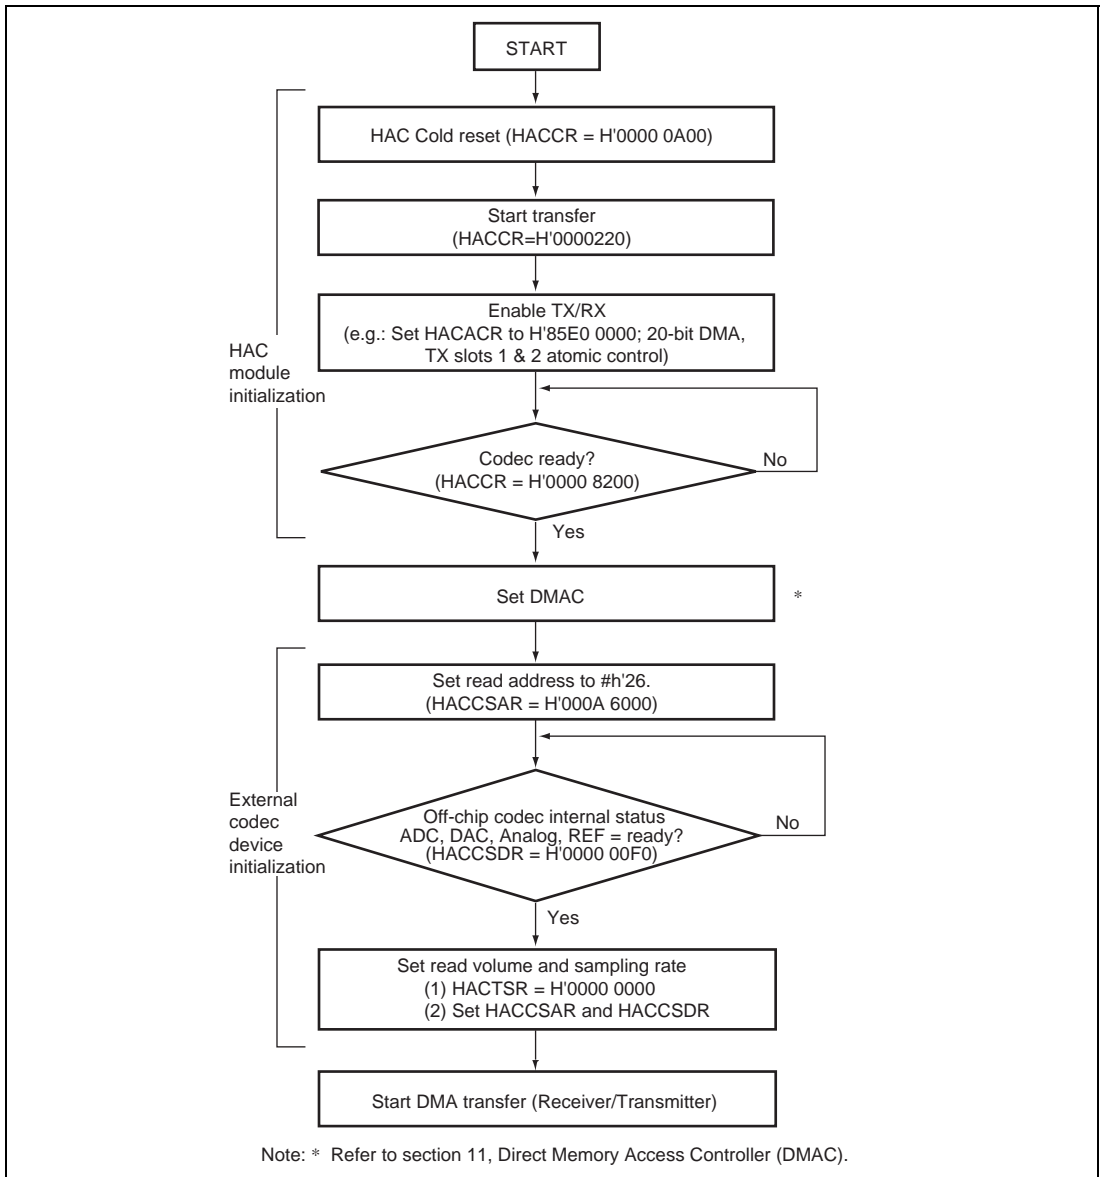 START
HAC Cold reset (HACCR = H'0000 0A00)
Start transfer
(HACCR=H'0000220)
Enable TX/RX
(e.g.: Set HACACR to H'85E0 0000; 20-bit DMA,
TX slots 1 & 2 atomic control)
HAC
module
initialization
Codec ready?
(HACCR = H'0000 8200)
No
Yes
Set DMAC
*
Set read address to #h'26.
(HACCSAR = H'000A 6000)
External
codec
device
initialization
Off-chip codec internal status
ADC, DAC, Analog, REF = ready?
(HACCSDR = H'0000 00F0)
No
Yes
Set read volume and sampling rate
(1) HACTSR = H'0000 0000
(2) Set HACCSAR and HACCSDR
Start DMA transfer (Receiver/Transmitter)
Note: * Refer to section 11, Direct Memory Access Controller (DMAC).